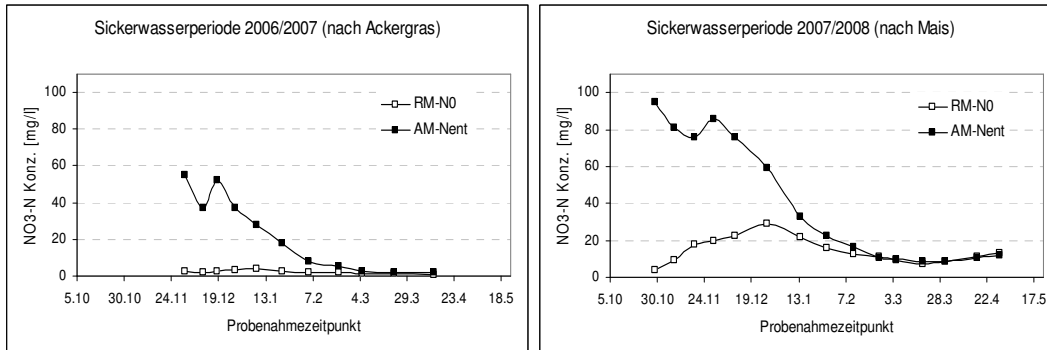 Sickerwasserperiode 2006/2007 (nach Ackergras)
NO3-N Konz. [mg/l]
100
80
60
40
20
0
RM-N0
AM-Nent
5.10 30.10 24.11 19.12 13.1 7.2 4.3 29.3 23.4 18.5
Probenahmezeitpunkt
Sickerwasserperiode 2007/2008 (nach Mais)
NO3-N Konz. [mg/l]
100
80
60
40
20
0
RM-N0
AM-Nent
5.10 30.10 24.11 19.12 13.1 7.2 3.3 28.3 22.4 17.5
Probenahmezeitpunkt